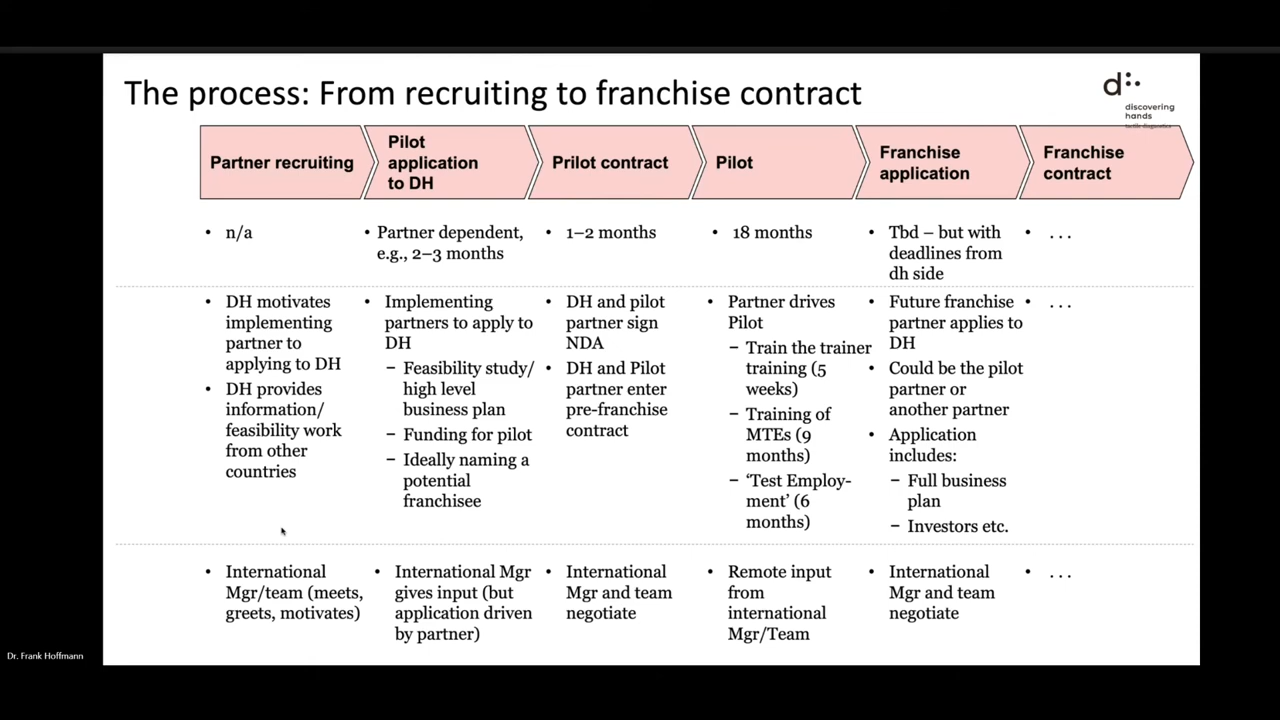 The process: From recruiting to franchise contract
d:·
discovering
hands
tactile diagnostics
Partner recruiting
Pilot
application
to DH
Prilot contract
Pilot
Franchise
application
Franchise
contract
• n/a
• Partner dependent,
e.g., 2–3 months
• 1–2 months
• 18 months
• Tbd – but with
deadlines from
dh side
• ...
• DH motivates
implementing
partner to
applying to DH
• DH provides
information/
feasibility work
from other
countries
• Implementing
partners to apply to
DH
– Feasibility study/
high level
business plan
– Funding for pilot
– Ideally naming a
potential
franchisee
• DH and pilot
partner sign
NDA
• DH and Pilot
partner enter
pre-franchise
contract
• Partner drives
Pilot
– Train the trainer
training (5
weeks)
– Training of
MTEs (9
months)
– ‘Test Employ-
ment’ (6
months)
• Future franchise
partner applies to
DH
• Could be the pilot
partner or
another partner
• Application
includes:
– Full business
plan
– Investors etc.
• ...
• International
Mgr/team (meets,
greets, motivates)
• International Mgr
gives input (but
application driven
by partner)
• International
Mgr and team
negotiate
• Remote input
from
international
Mgr/Team
• International
Mgr and team
negotiate
• ...
Dr. Frank Hoffmann